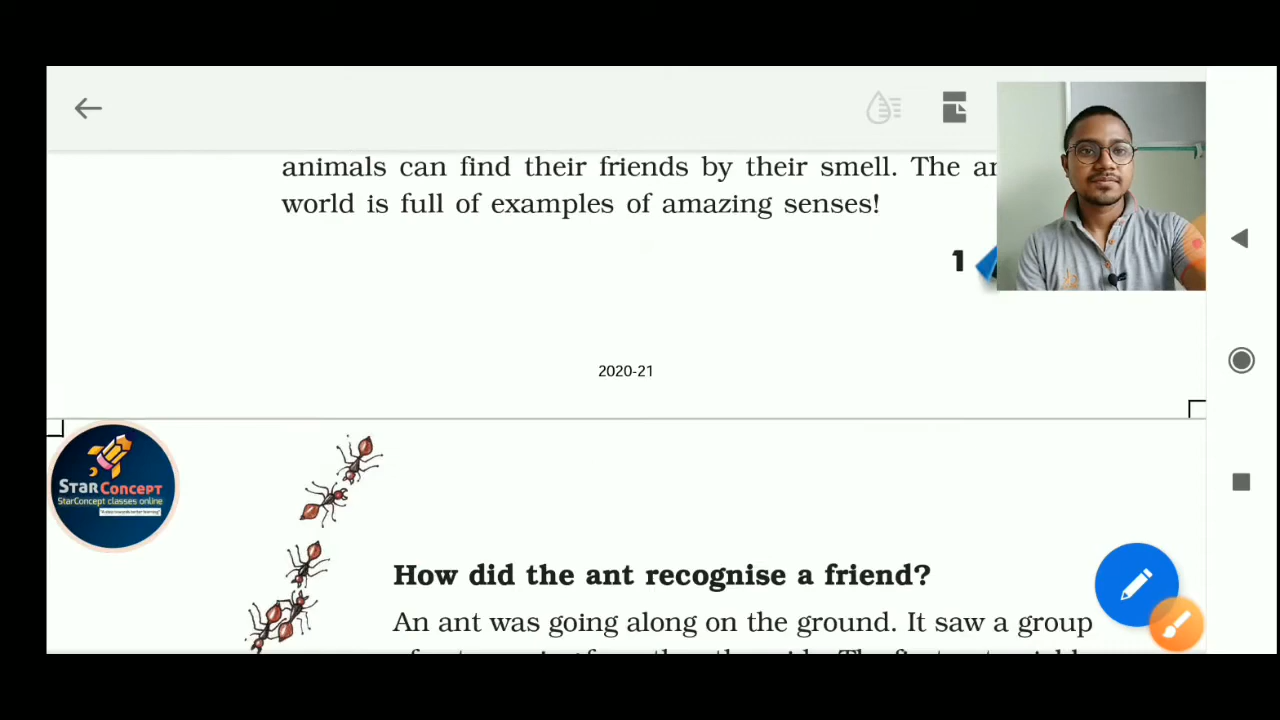 animals can find their friends by their smell. The
world is full of examples of amazing senses!
1
2020-21
STARCONCEPT
StarConcept classes online
How did the ant recognise a friend?
An ant was going along on the ground. It saw a group